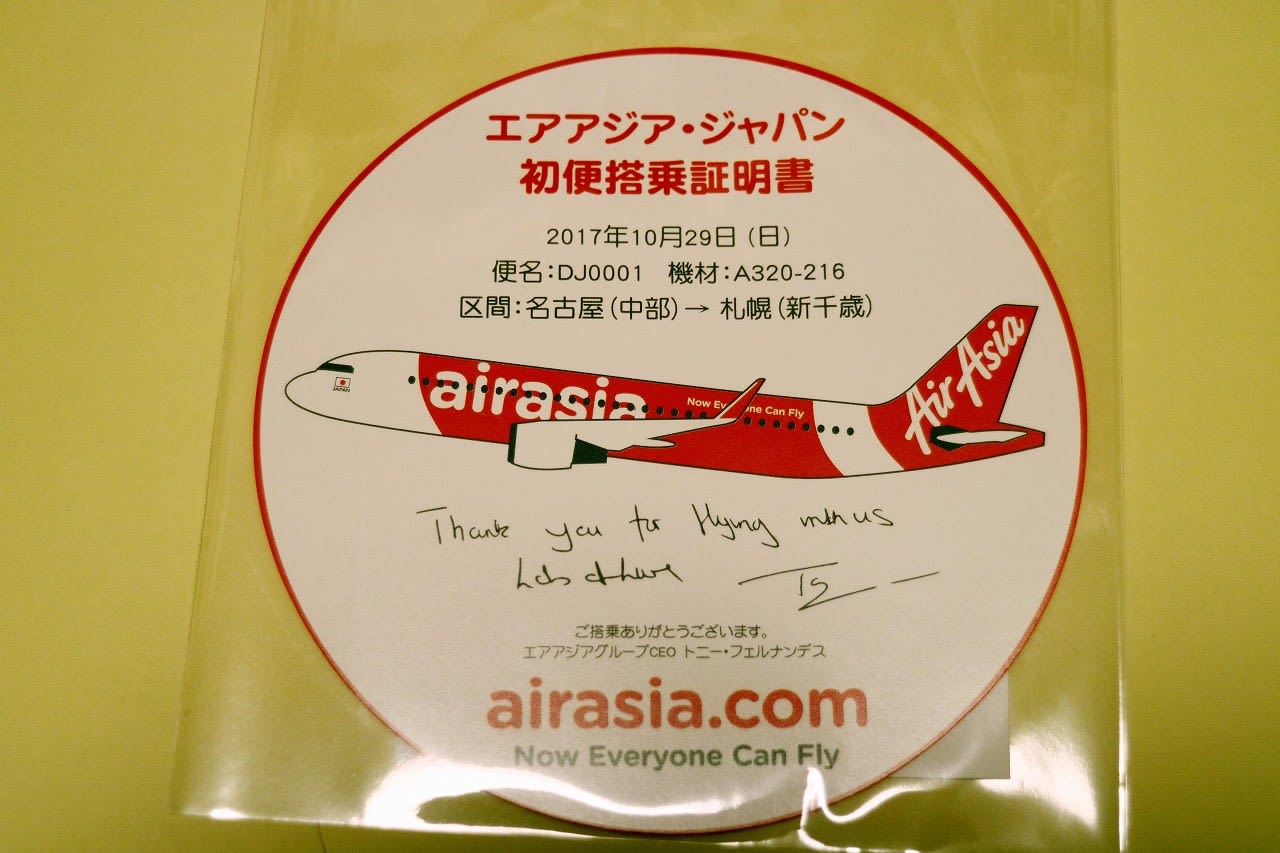 エアアジア・ジャパン
初便搭乗証明書
2017年10月29日（日）
便名：DJ0001　機材：A320-216
区間：名古屋（中部）→ 札幌（新千歳）
JAPAN
airasia
Now Everyone Can Fly
AirAsia
Thank you for flying with us
ご搭乗ありがとうございます。
エアアジアグループCEO トニー・フェルナンデス
airasia.com
Now Everyone Can Fly